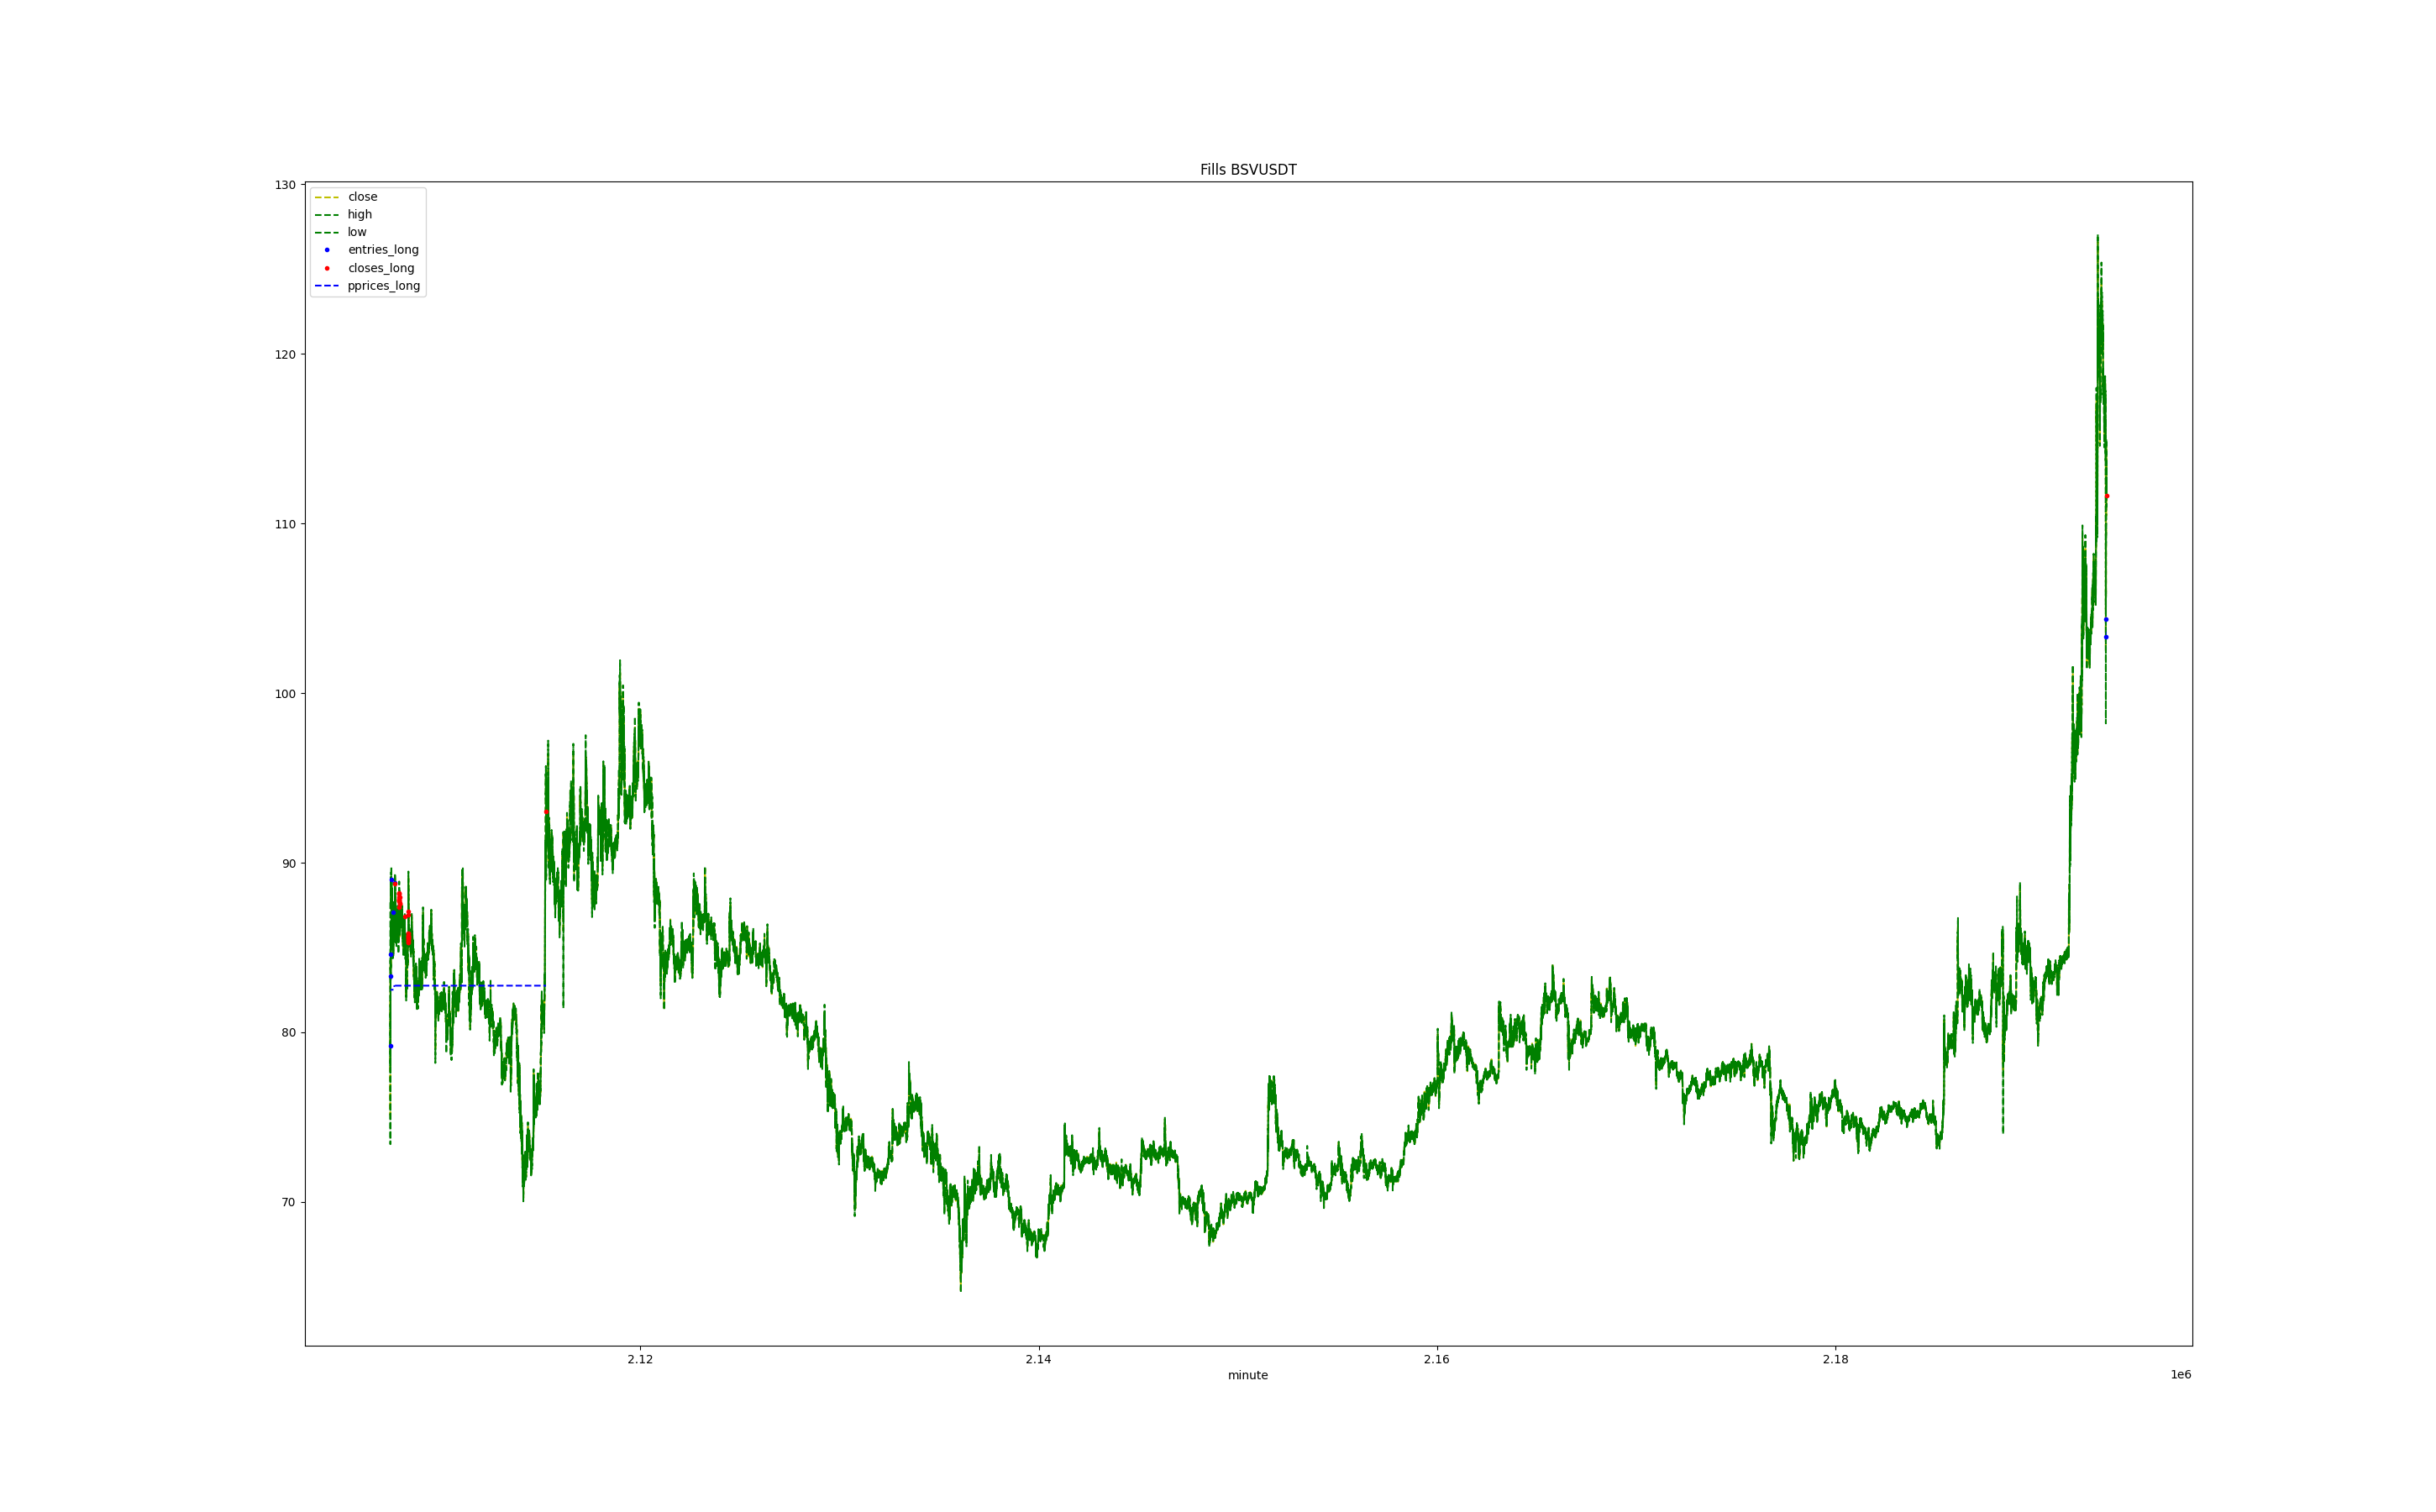 Fills BSVUSDT
130
120
110
100
90
80
70
close
high
low
entries_long
closes_long
pprices_long
2.12
2.14
2.16
2.18
minute
1e6